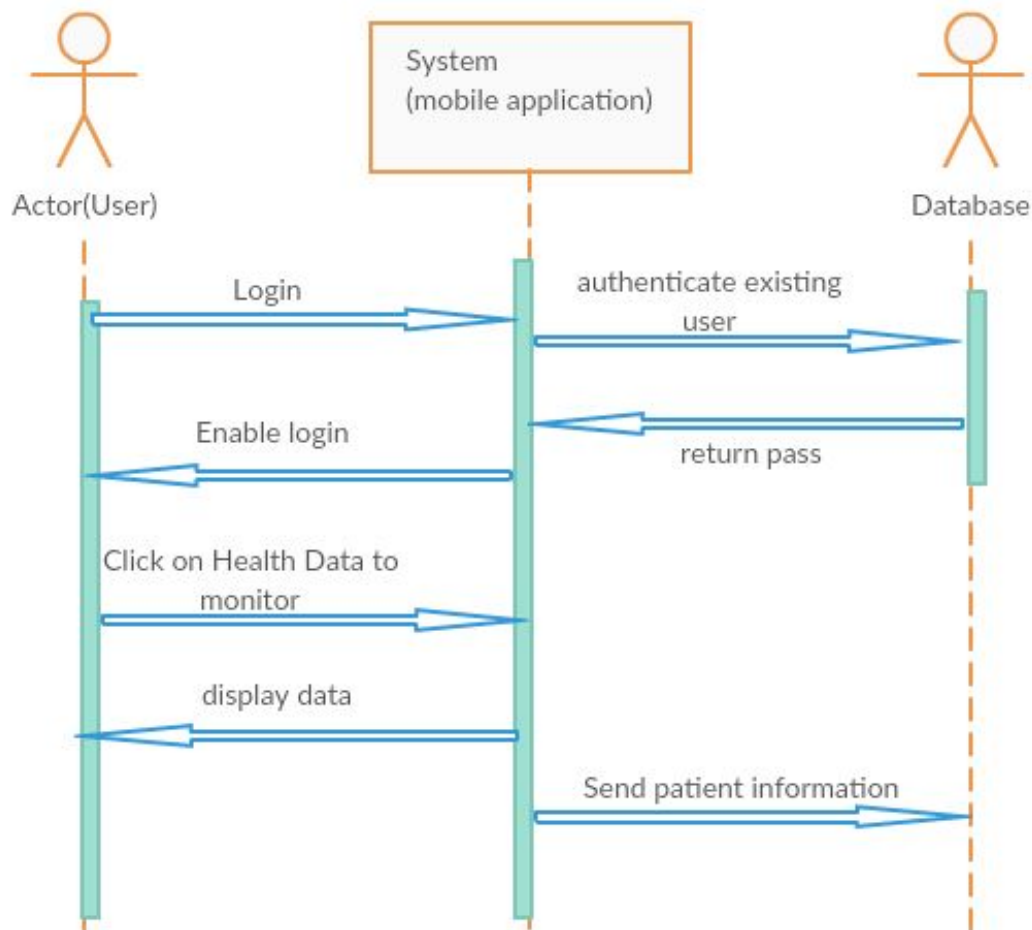 System
(mobile application)
Actor(User)
Database
Login
authenticate existing
user
Enable login
return pass
Click on Health Data to
monitor
display data
Send patient information